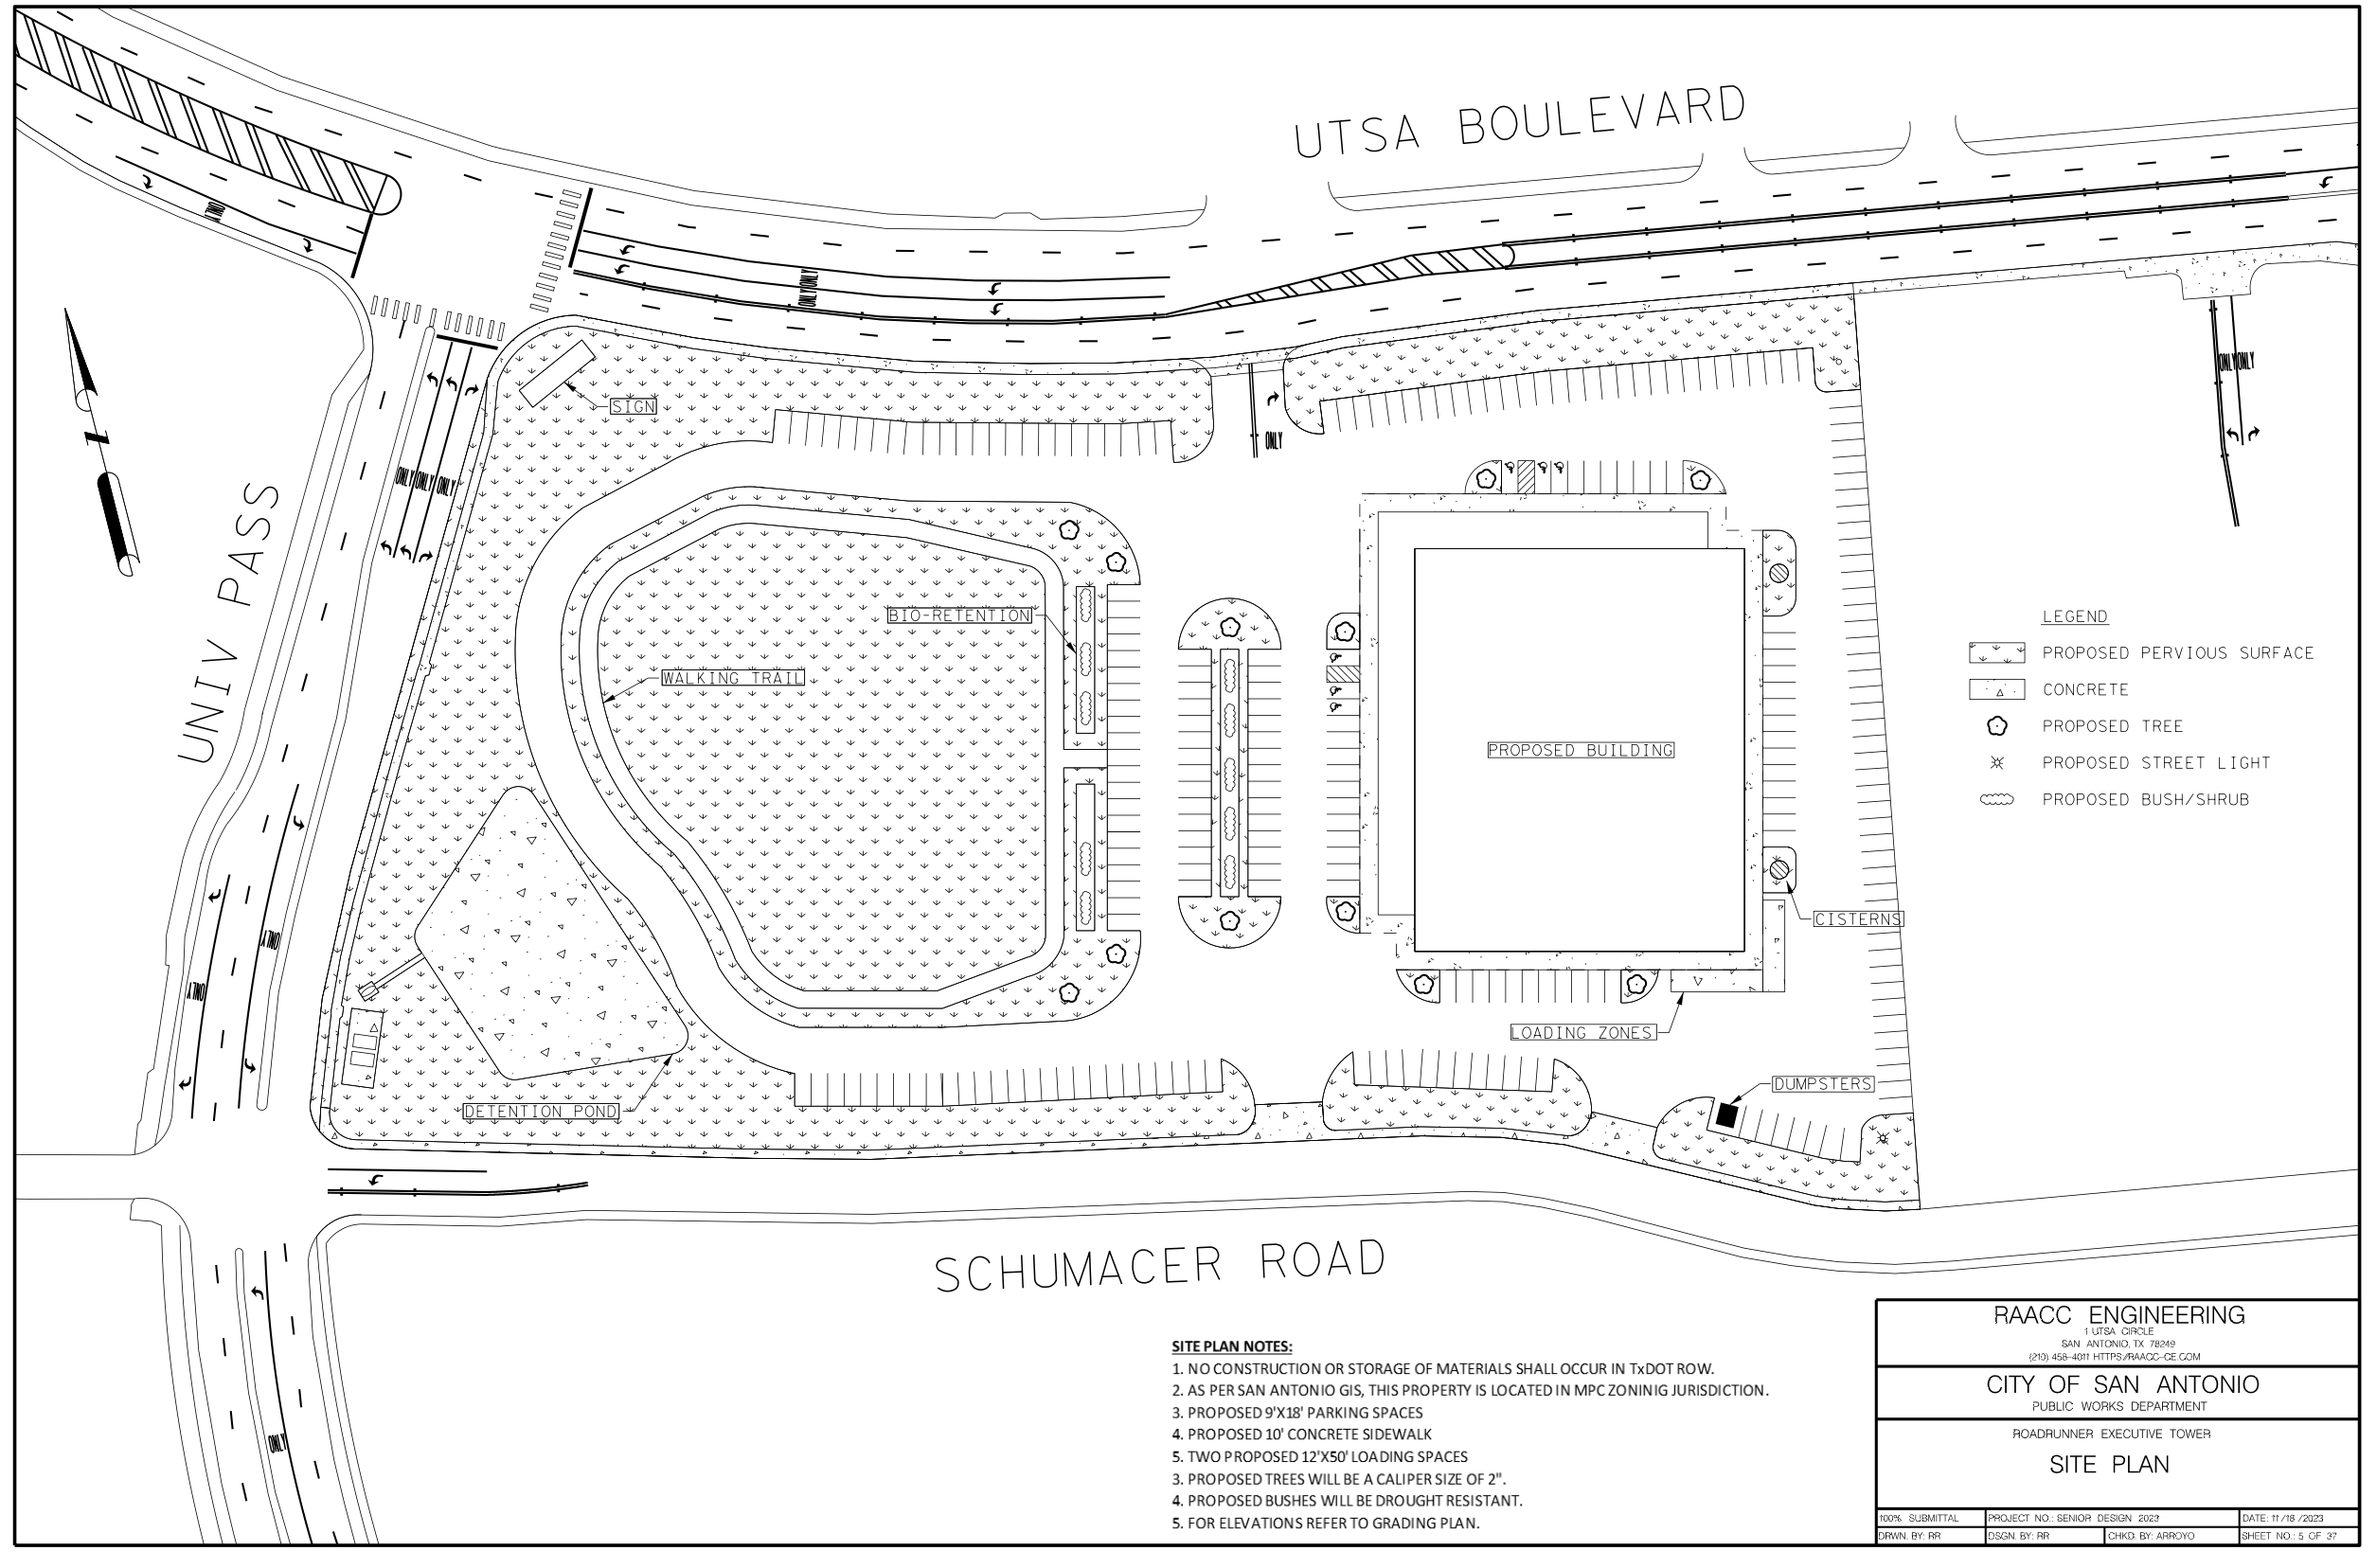 UTSA BOULEVARD
ONLY
ONLY ONLY
ONLY ONLY
SIGN
ONLY
ONLY ONLY ONLY
UNIV PASS
BIO-RETENTION
WALKING TRAIL
LEGEND
PROPOSED PERVIOUS SURFACE
CONCRETE
PROPOSED TREE
PROPOSED STREET LIGHT
PROPOSED BUSH/SHRUB
PROPOSED BUILDING
CISTERNS
ONLY
ONLY
LOADING ZONES
DUMPSTERS
DETENTION POND
SCHUMACER ROAD
ONLY
SITE PLAN NOTES:
1. NO CONSTRUCTION OR STORAGE OF MATERIALS SHALL OCCUR IN TxDOT ROW.
2. AS PER SAN ANTONIO GIS, THIS PROPERTY IS LOCATED IN MPC ZONINIG JURISDICTION.
3. PROPOSED 9'X18' PARKING SPACES
4. PROPOSED 10' CONCRETE SIDEWALK
5. TWO PROPOSED 12'X50' LOADING SPACES
3. PROPOSED TREES WILL BE A CALIPER SIZE OF 2".
4. PROPOSED BUSHES WILL BE DROUGHT RESISTANT.
5. FOR ELEVATIONS REFER TO GRADING PLAN.
RAACC ENGINEERING
1 UTSA CIRCLE
SAN ANTONIO, TX 78249
(210) 458-4011 HTTPS:/RAACC-CE.COM
CITY OF SAN ANTONIO
PUBLIC WORKS DEPARTMENT
ROADRUNNER EXECUTIVE TOWER
SITE PLAN
100% SUBMITTAL PROJECT NO.: SENIOR DESIGN 2023 DATE: 11/18/2023
DRWN. BY: RR DSGN. BY: RR CHKD. BY: ARROYO SHEET NO.: 5 OF 37